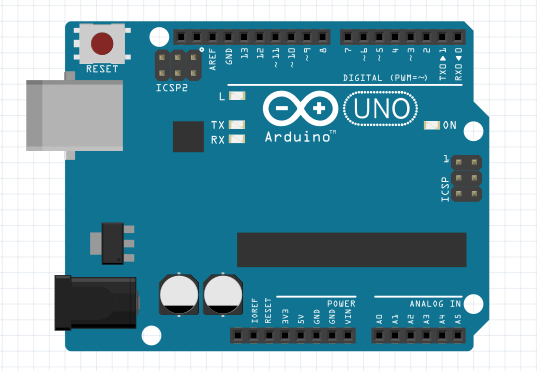 RESET
ICSP2
AREF
GND
13
12
~11
~10
~9
8
7
~6
~5
4
~3
2
TX0▶1
RX0◀0
DIGITAL (PWM=~)
L
TX
RX
Arduino™
UNO
ON
1
ICSP
POWER
ANALOG IN
IOREF
RESET
3V3
5V
GND
GND
VIN
A0
A1
A2
A3
A4
A5